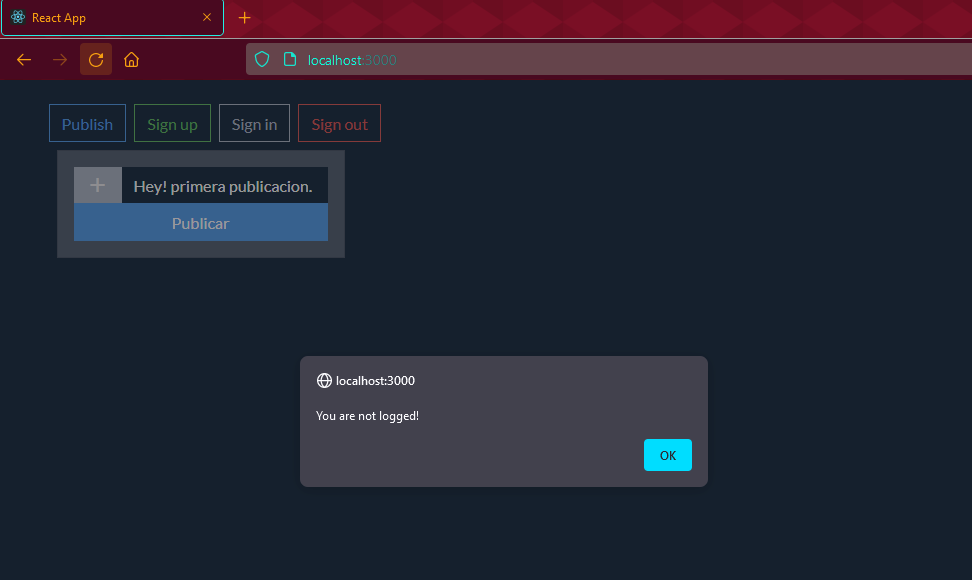 React App
localhost:3000
Publish Sign up Sign in Sign out
+ Hey! primera publicacion.
Publicar
localhost:3000
You are not logged!
OK